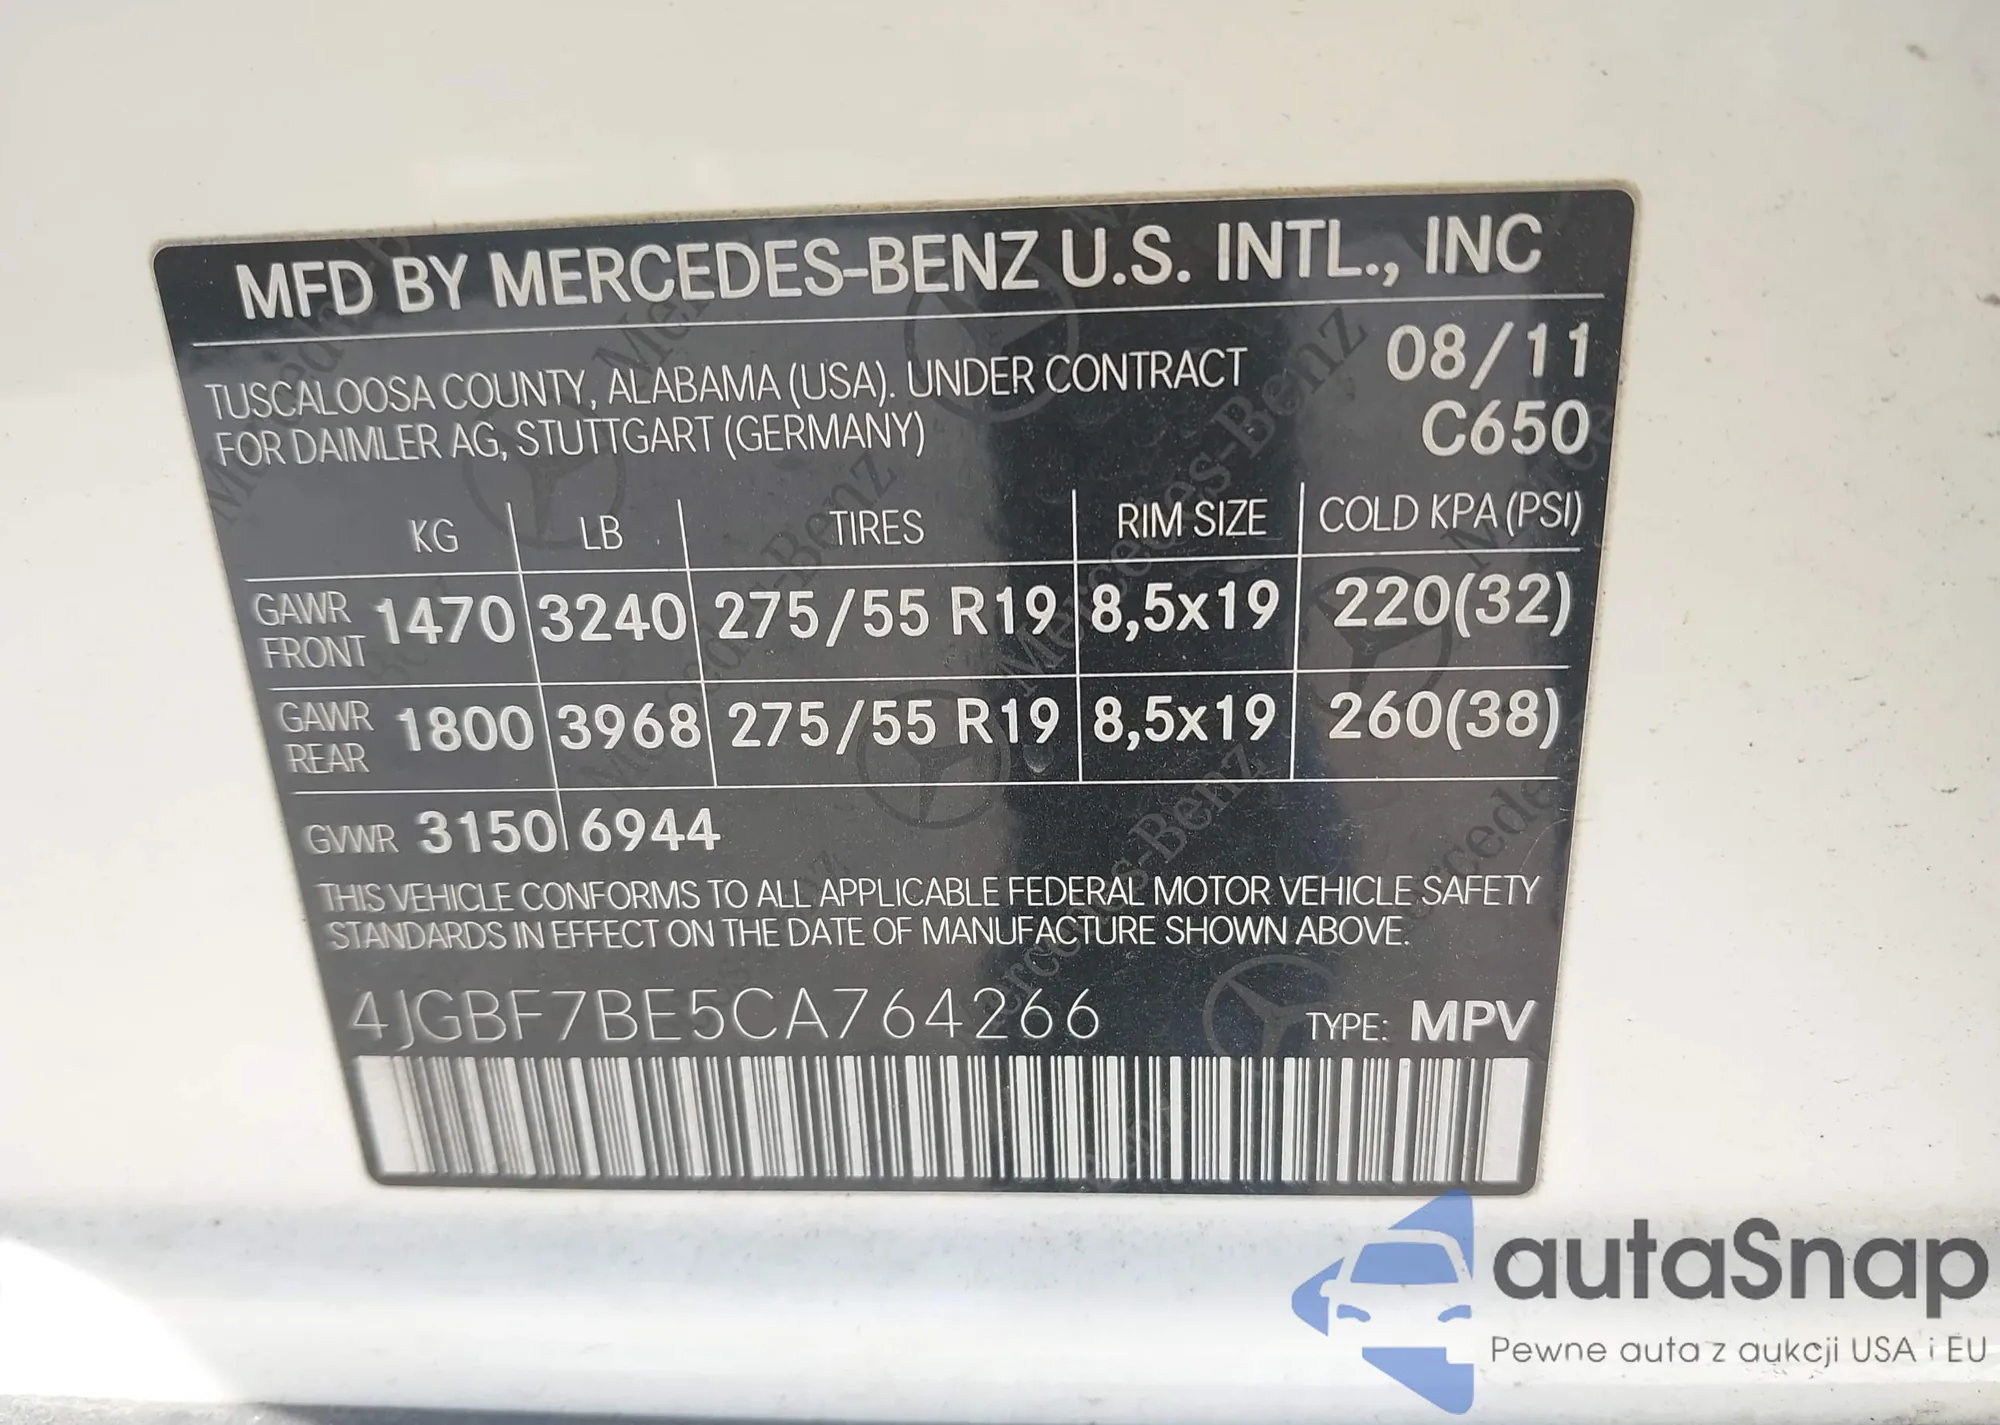 MFD BY MERCEDES-BENZ U.S. INTL., INC
TUSCALOOSA COUNTY, ALABAMA (USA). UNDER CONTRACT
FOR DAIMLER AG, STUTTGART (GERMANY)
08/11
C650
KG LB TIRES RIM SIZE COLD KPA (PSI)
GAWR FRONT 1470 3240 275/55 R19 8,5x19 220(32)
GAWR REAR 1800 3968 275/55 R19 8,5x19 260(38)
GVWR 3150 6944
THIS VEHICLE CONFORMS TO ALL APPLICABLE FEDERAL MOTOR VEHICLE SAFETY
STANDARDS IN EFFECT ON THE DATE OF MANUFACTURE SHOWN ABOVE.
4JGBF7BE5CA764266 TYPE: MPV
autaSnap
Pewne auta z aukcji USA i EU